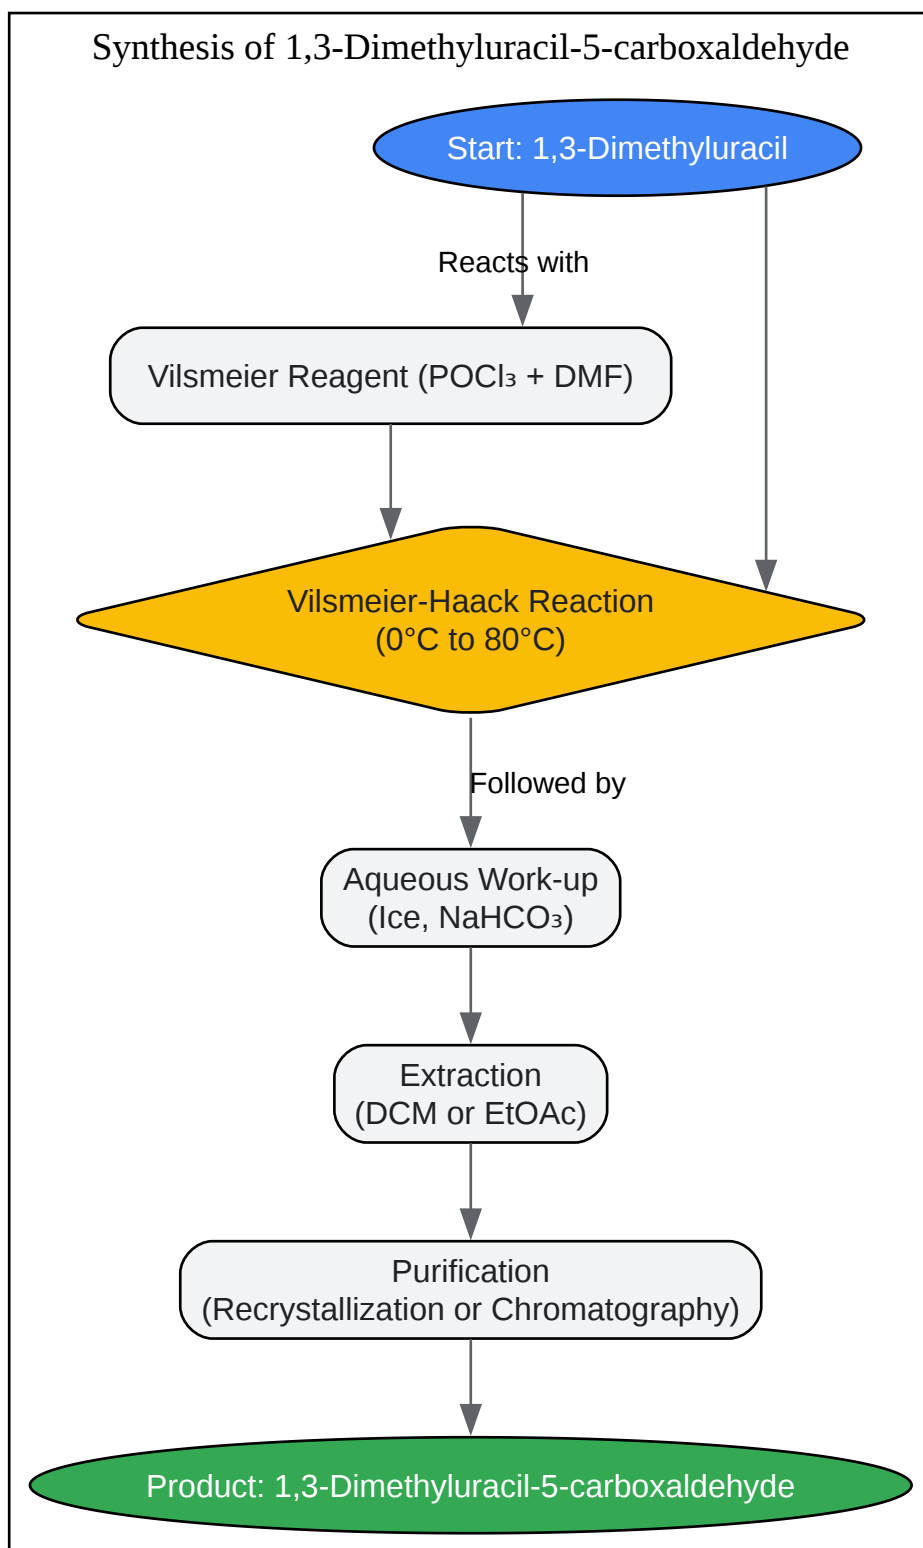 Synthesis of 1,3-Dimethyluracil-5-carboxaldehyde
Start: 1,3-Dimethyluracil
Reacts with
Vilsmeier Reagent (POCl₃ + DMF)
Vilsmeier-Haack Reaction
(0°C to 80°C)
Followed by
Aqueous Work-up
(Ice, NaHCO₃)
Extraction
(DCM or EtOAc)
Purification
(Recrystallization or Chromatography)
Product: 1,3-Dimethyluracil-5-carboxaldehyde